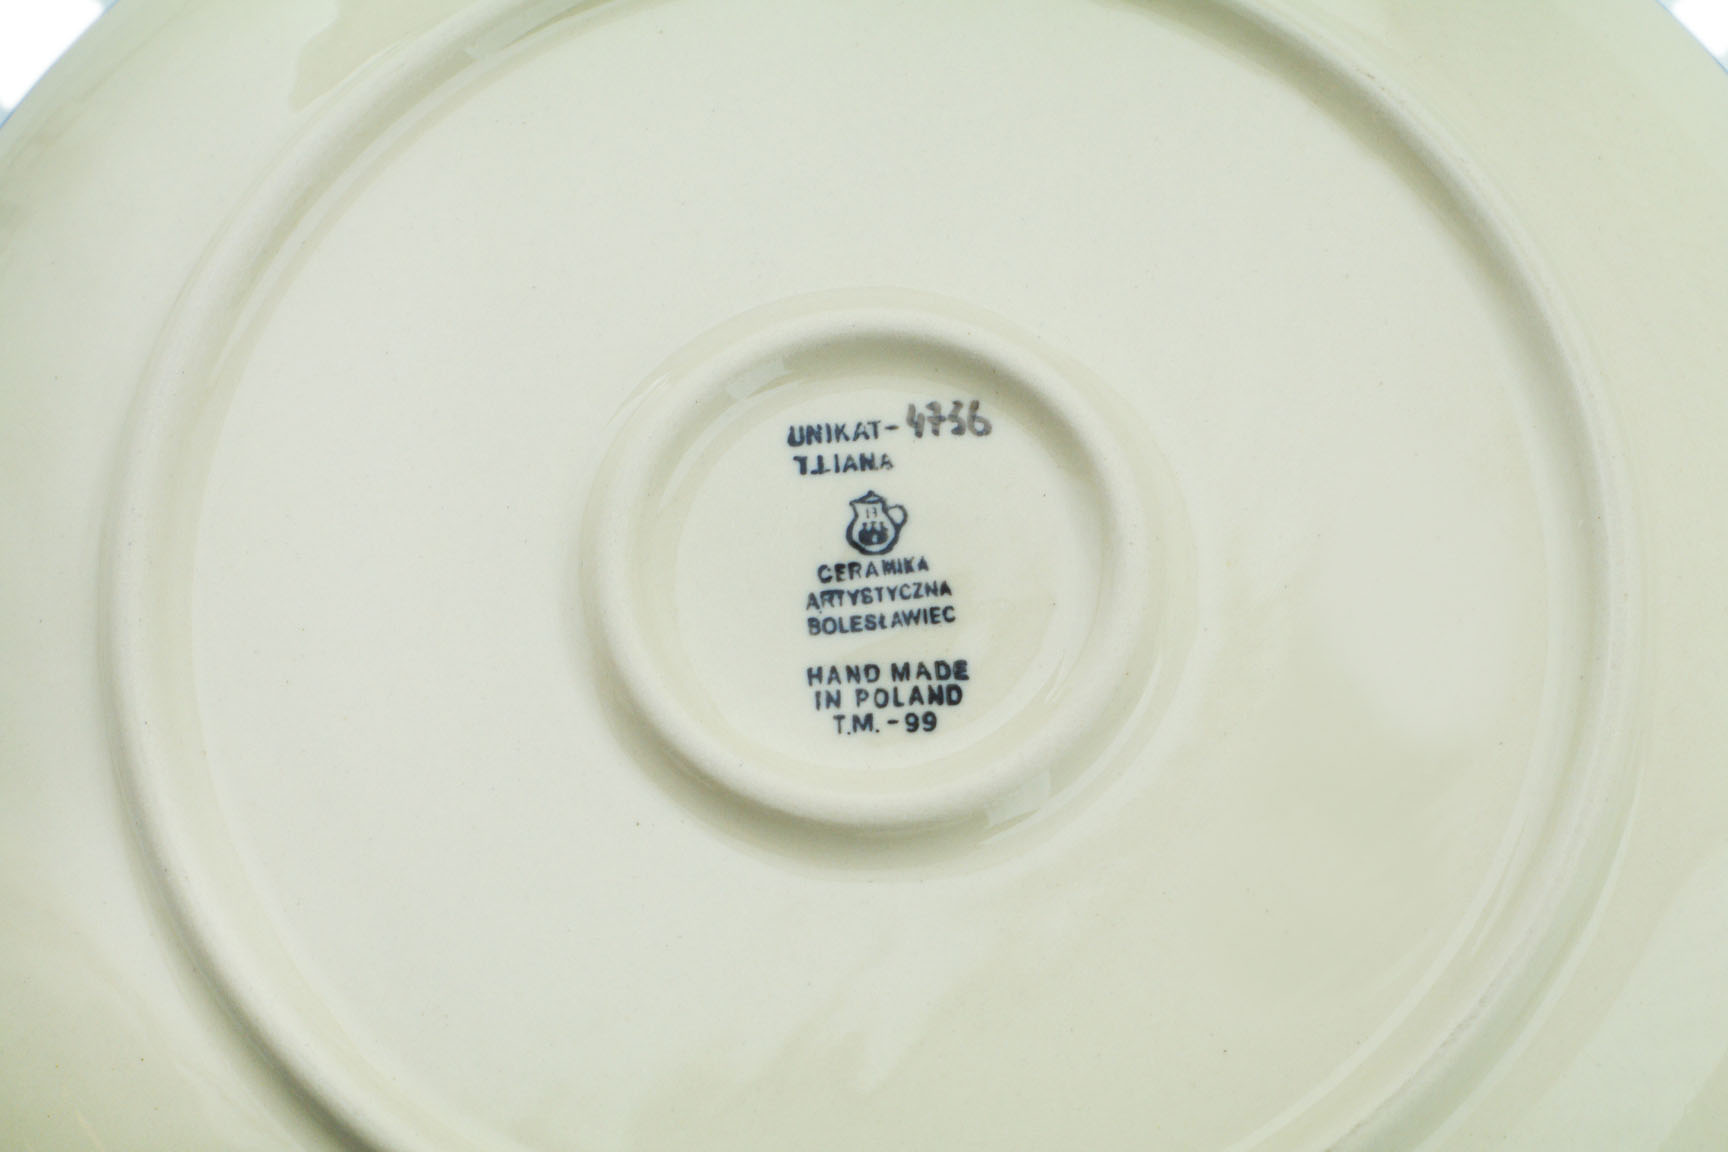 UNIKAT-4736
T.LIANA
CERAMIKA
ARTYSTYCZNA
BOLESŁAWIEC
HAND MADE
IN POLAND
T.M. - 99